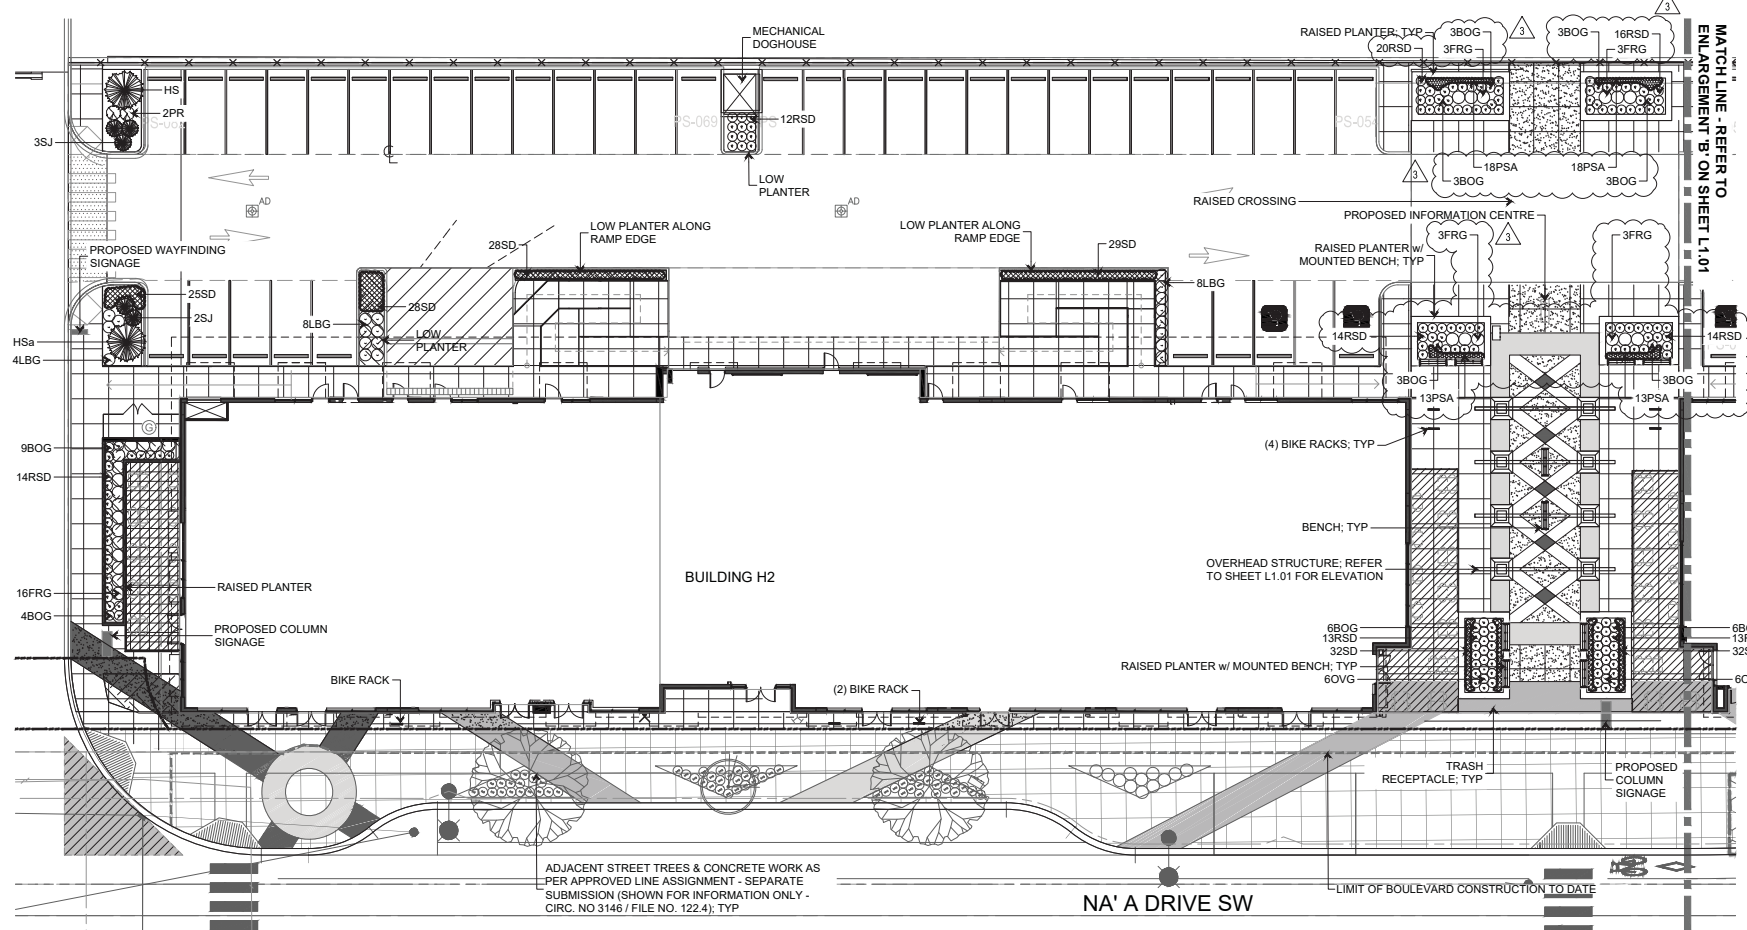 MECHANICAL
DOGHOUSE
RAISED PLANTER; TYP
3BOG
3
3BOG
16RSD
3
20RSD
3FRG
3FRG
MATCH LINE - REFER TO
ENLARGEMENT 'B' ON SHEET L1.01
HS
2PR
3SJ
PS-069
PS
12RSD
PS-054
LOW
PLANTER
18PSA
18PSA
3
3BOG
3BOG
AD
AD
RAISED CROSSING
PROPOSED INFORMATION CENTRE
PROPOSED WAYFINDING
SIGNAGE
28SD
LOW PLANTER ALONG
RAMP EDGE
LOW PLANTER ALONG
RAMP EDGE
29SD
3FRG
3
3FRG
RAISED PLANTER w/
MOUNTED BENCH; TYP
25SD
2SJ
28SD
8LBG
8LBG
LOW
PLANTER
HSa
4LBG
14RSD
14RSD
3BOG
3BOG
13PSA
13PSA
G
9BOG
14RSD
(4) BIKE RACKS; TYP
BENCH; TYP
BUILDING H2
OVERHEAD STRUCTURE; REFER
TO SHEET L1.01 FOR ELEVATION
RAISED PLANTER
16FRG
4BOG
PROPOSED COLUMN
SIGNAGE
6BOG
13RSD
32SD
RAISED PLANTER w/ MOUNTED BENCH; TYP
6OVG
BIKE RACK
(2) BIKE RACK
TRASH
RECEPTACLE; TYP
PROPOSED
COLUMN
SIGNAGE
ADJACENT STREET TREES & CONCRETE WORK AS
PER APPROVED LINE ASSIGNMENT - SEPARATE
SUBMISSION (SHOWN FOR INFORMATION ONLY -
CIRC. NO 3146 / FILE NO. 122.4); TYP
LIMIT OF BOULEVARD CONSTRUCTION TO DATE
NA' A DRIVE SW